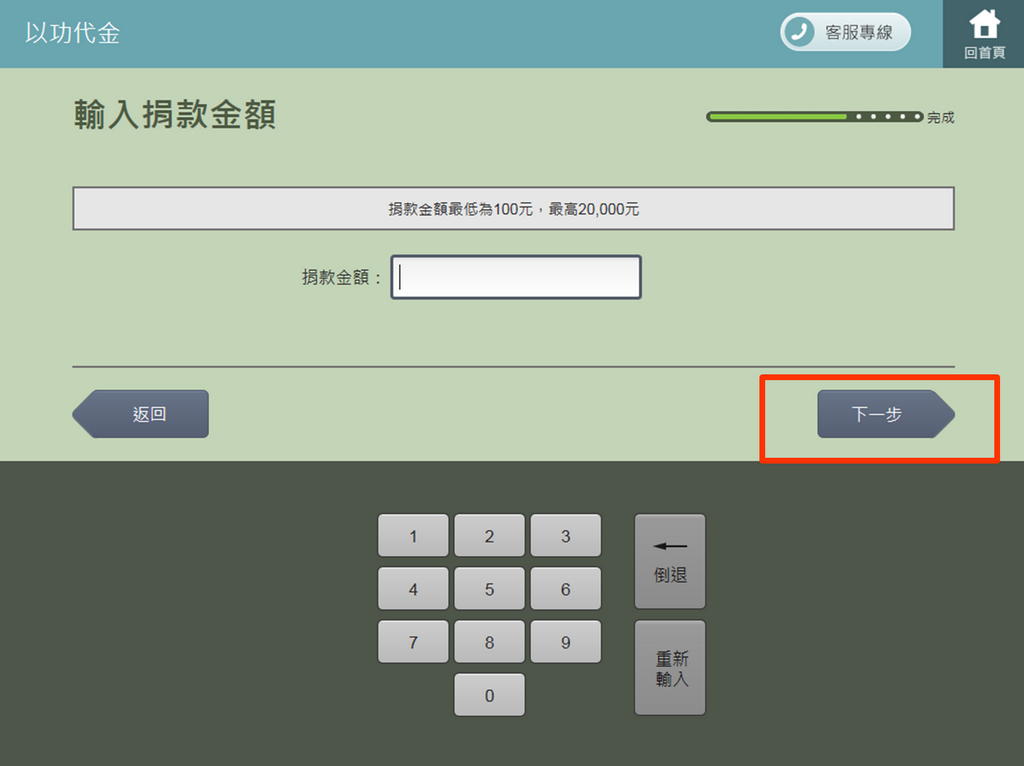 以功代金
客服專線
回首頁
輸入捐款金額
完成
捐款金額最低為100元，最高20,000元
捐款金額：
返回
下一步
1 2 3
倒退
4 5 6
7 8 9
重新
輸入
0